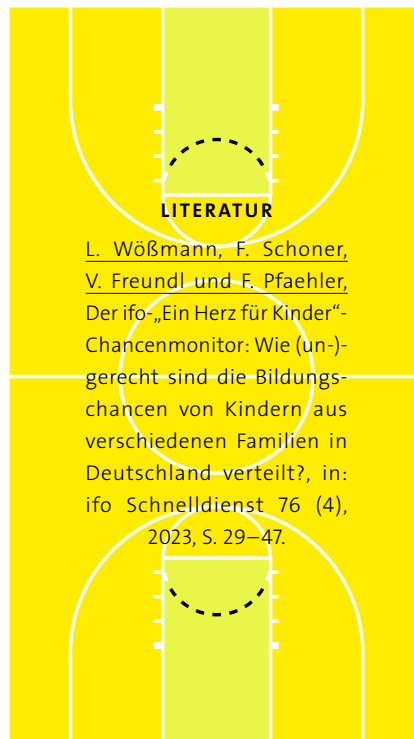 LITERATUR
L. Wößmann, F. Schoner,
V. Freundl und F. Pfaehler,
Der ifo-„Ein Herz für Kinder“-
Chancenmonitor: Wie (un-)-
gerecht sind die Bildungs-
chancen von Kindern aus
verschiedenen Familien in
Deutschland verteilt?, in:
ifo Schnelldienst 76 (4),
2023, S. 29–47.